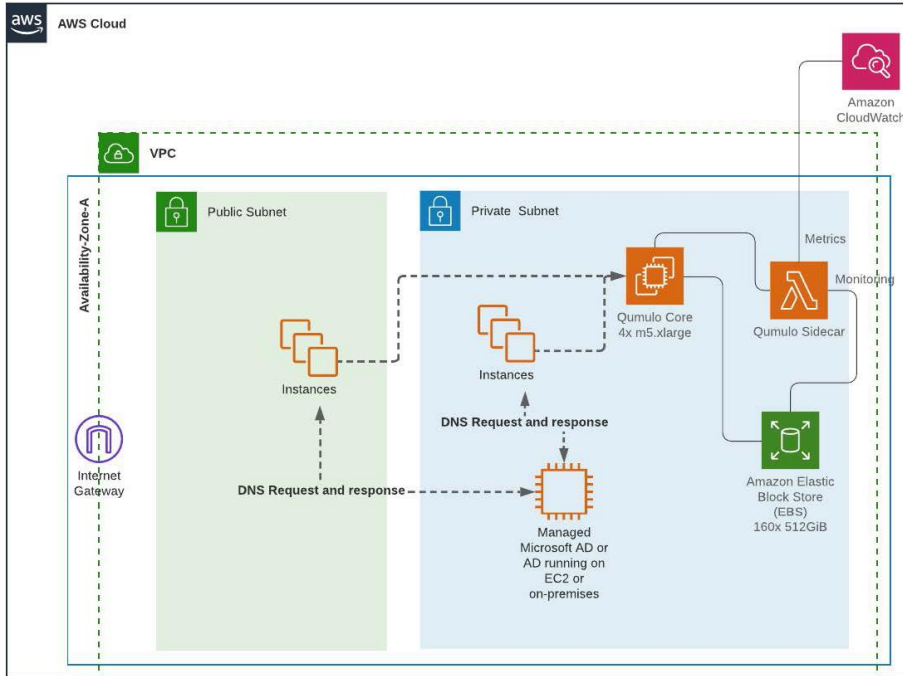 aws
AWS Cloud
Amazon
CloudWatch
VPC
Availability-Zone-A
Public Subnet
Private Subnet
Metrics
Monitoring
Qumulo Core
4x m5.xlarge
Qumulo Sidecar
Instances
Instances
DNS Request and response
Internet
Gateway
DNS Request and response
Amazon Elastic
Block Store
(EBS)
160x 512GiB
Managed
Microsoft AD or
AD running on
EC2 or
on-premises